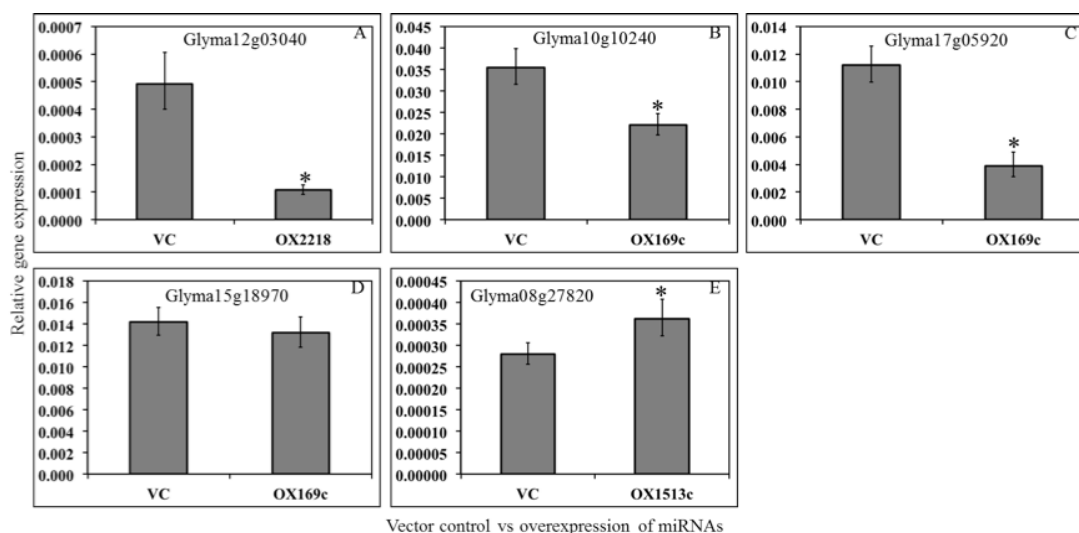 Relative gene expression
Glyma12g03040
A
0.0007
0.0006
0.0005
0.0004
0.0003
0.0002
0.0001
0.0000
*
VC
OX2218
Glyma10g10240
B
0.045
0.040
0.035
0.030
0.025
0.020
0.015
0.010
0.005
0.000
*
VC
OX169c
Glyma17g05920
C
0.014
0.012
0.010
0.008
0.006
0.004
0.002
0.000
*
VC
OX169c
Glyma15g18970
D
0.018
0.016
0.014
0.012
0.010
0.008
0.006
0.004
0.002
0.000
VC
OX169c
Glyma08g27820
E
0.00045
0.00040
0.00035
0.00030
0.00025
0.00020
0.00015
0.00010
0.00005
0.00000
*
VC
OX1513c
Vector control vs overexpression of miRNAs